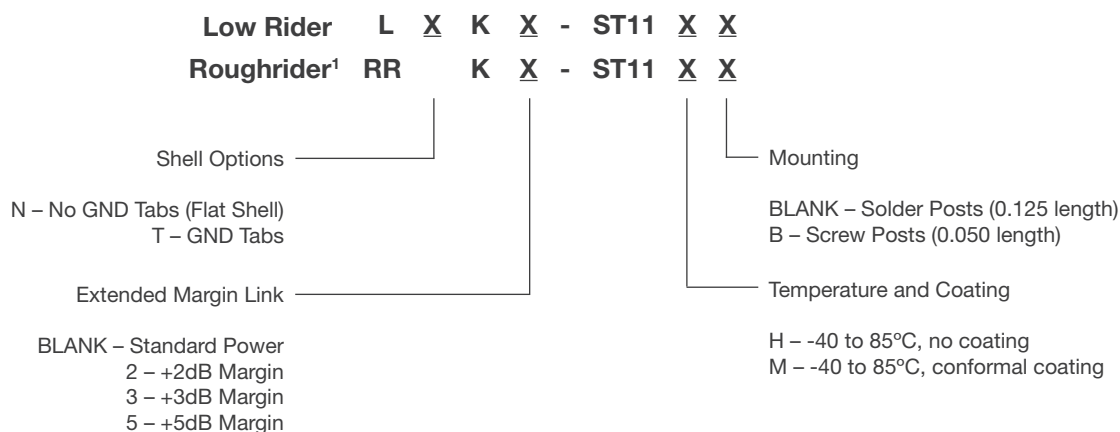 Low Rider L X K X - ST11 X X
Roughrider¹ RR K X - ST11 X X
Shell Options
N – No GND Tabs (Flat Shell)
T – GND Tabs
Extended Margin Link
BLANK – Standard Power
2 – +2dB Margin
3 – +3dB Margin
5 – +5dB Margin
Mounting
BLANK – Solder Posts (0.125 length)
B – Screw Posts (0.050 length)
Temperature and Coating
H – -40 to 85ºC, no coating
M – -40 to 85ºC, conformal coating